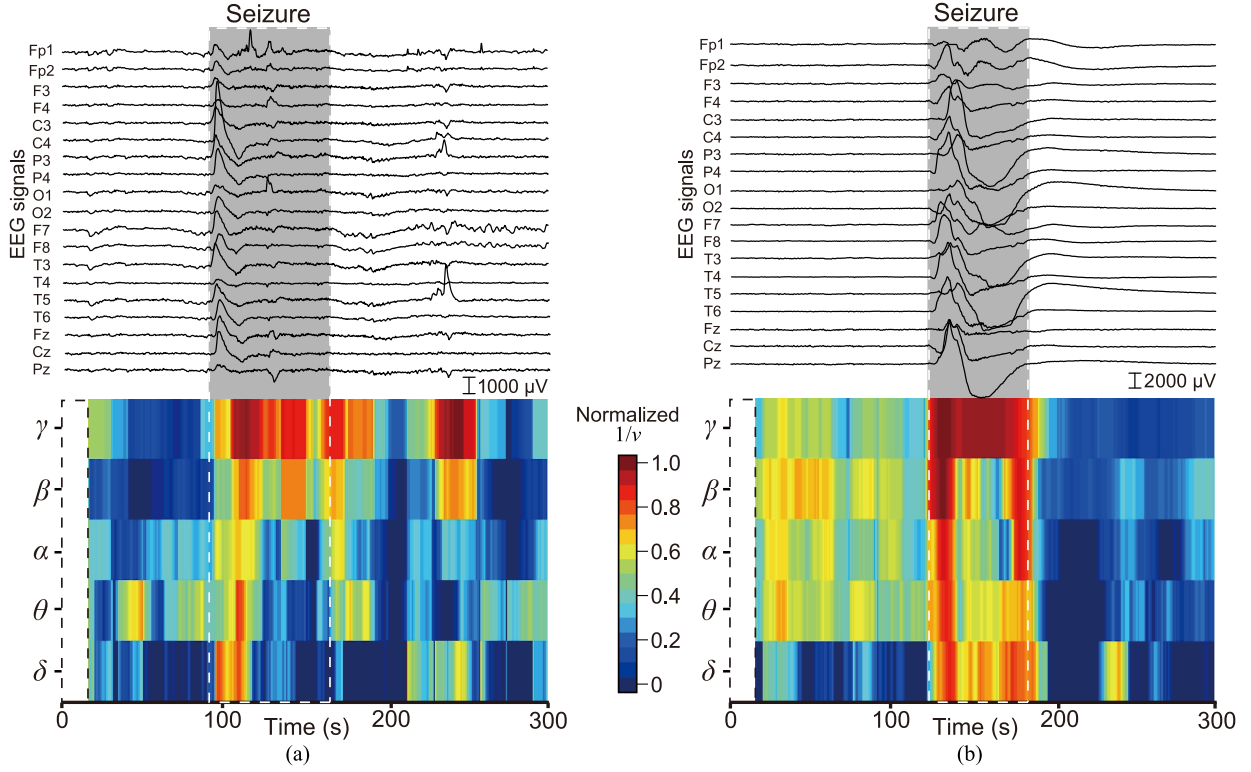 Seizure
EEG signals
Fp1
Fp2
F3
F4
C3
C4
P3
P4
O1
O2
F7
F8
T3
T4
T5
T6
Fz
Cz
Pz
1000 μV
γ
β
α
θ
δ
0 100 200 300
Time (s)
(a)
Normalized
1/v
1.0
0.8
0.6
0.4
0.2
0
Seizure
EEG signals
Fp1
Fp2
F3
F4
C3
C4
P3
P4
O1
O2
F7
F8
T3
T4
T5
T6
Fz
Cz
Pz
2000 μV
γ
β
α
θ
δ
0 100 200 300
Time (s)
(b)